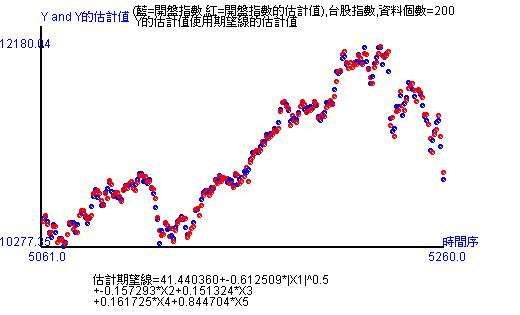 Y and Y的估計值(藍=開盤指數,紅=開盤指數的估計值),台股指數,資料個數=200
Y的估計值使用期望線的估計值
12180.04
10277.35
時間序
5061.0
5260.0
估計期望線=41.440360+-0.612509*|X1|^0.5
+-0.157293*X2+0.151324*X3
+0.161725*X4+0.844704*X5